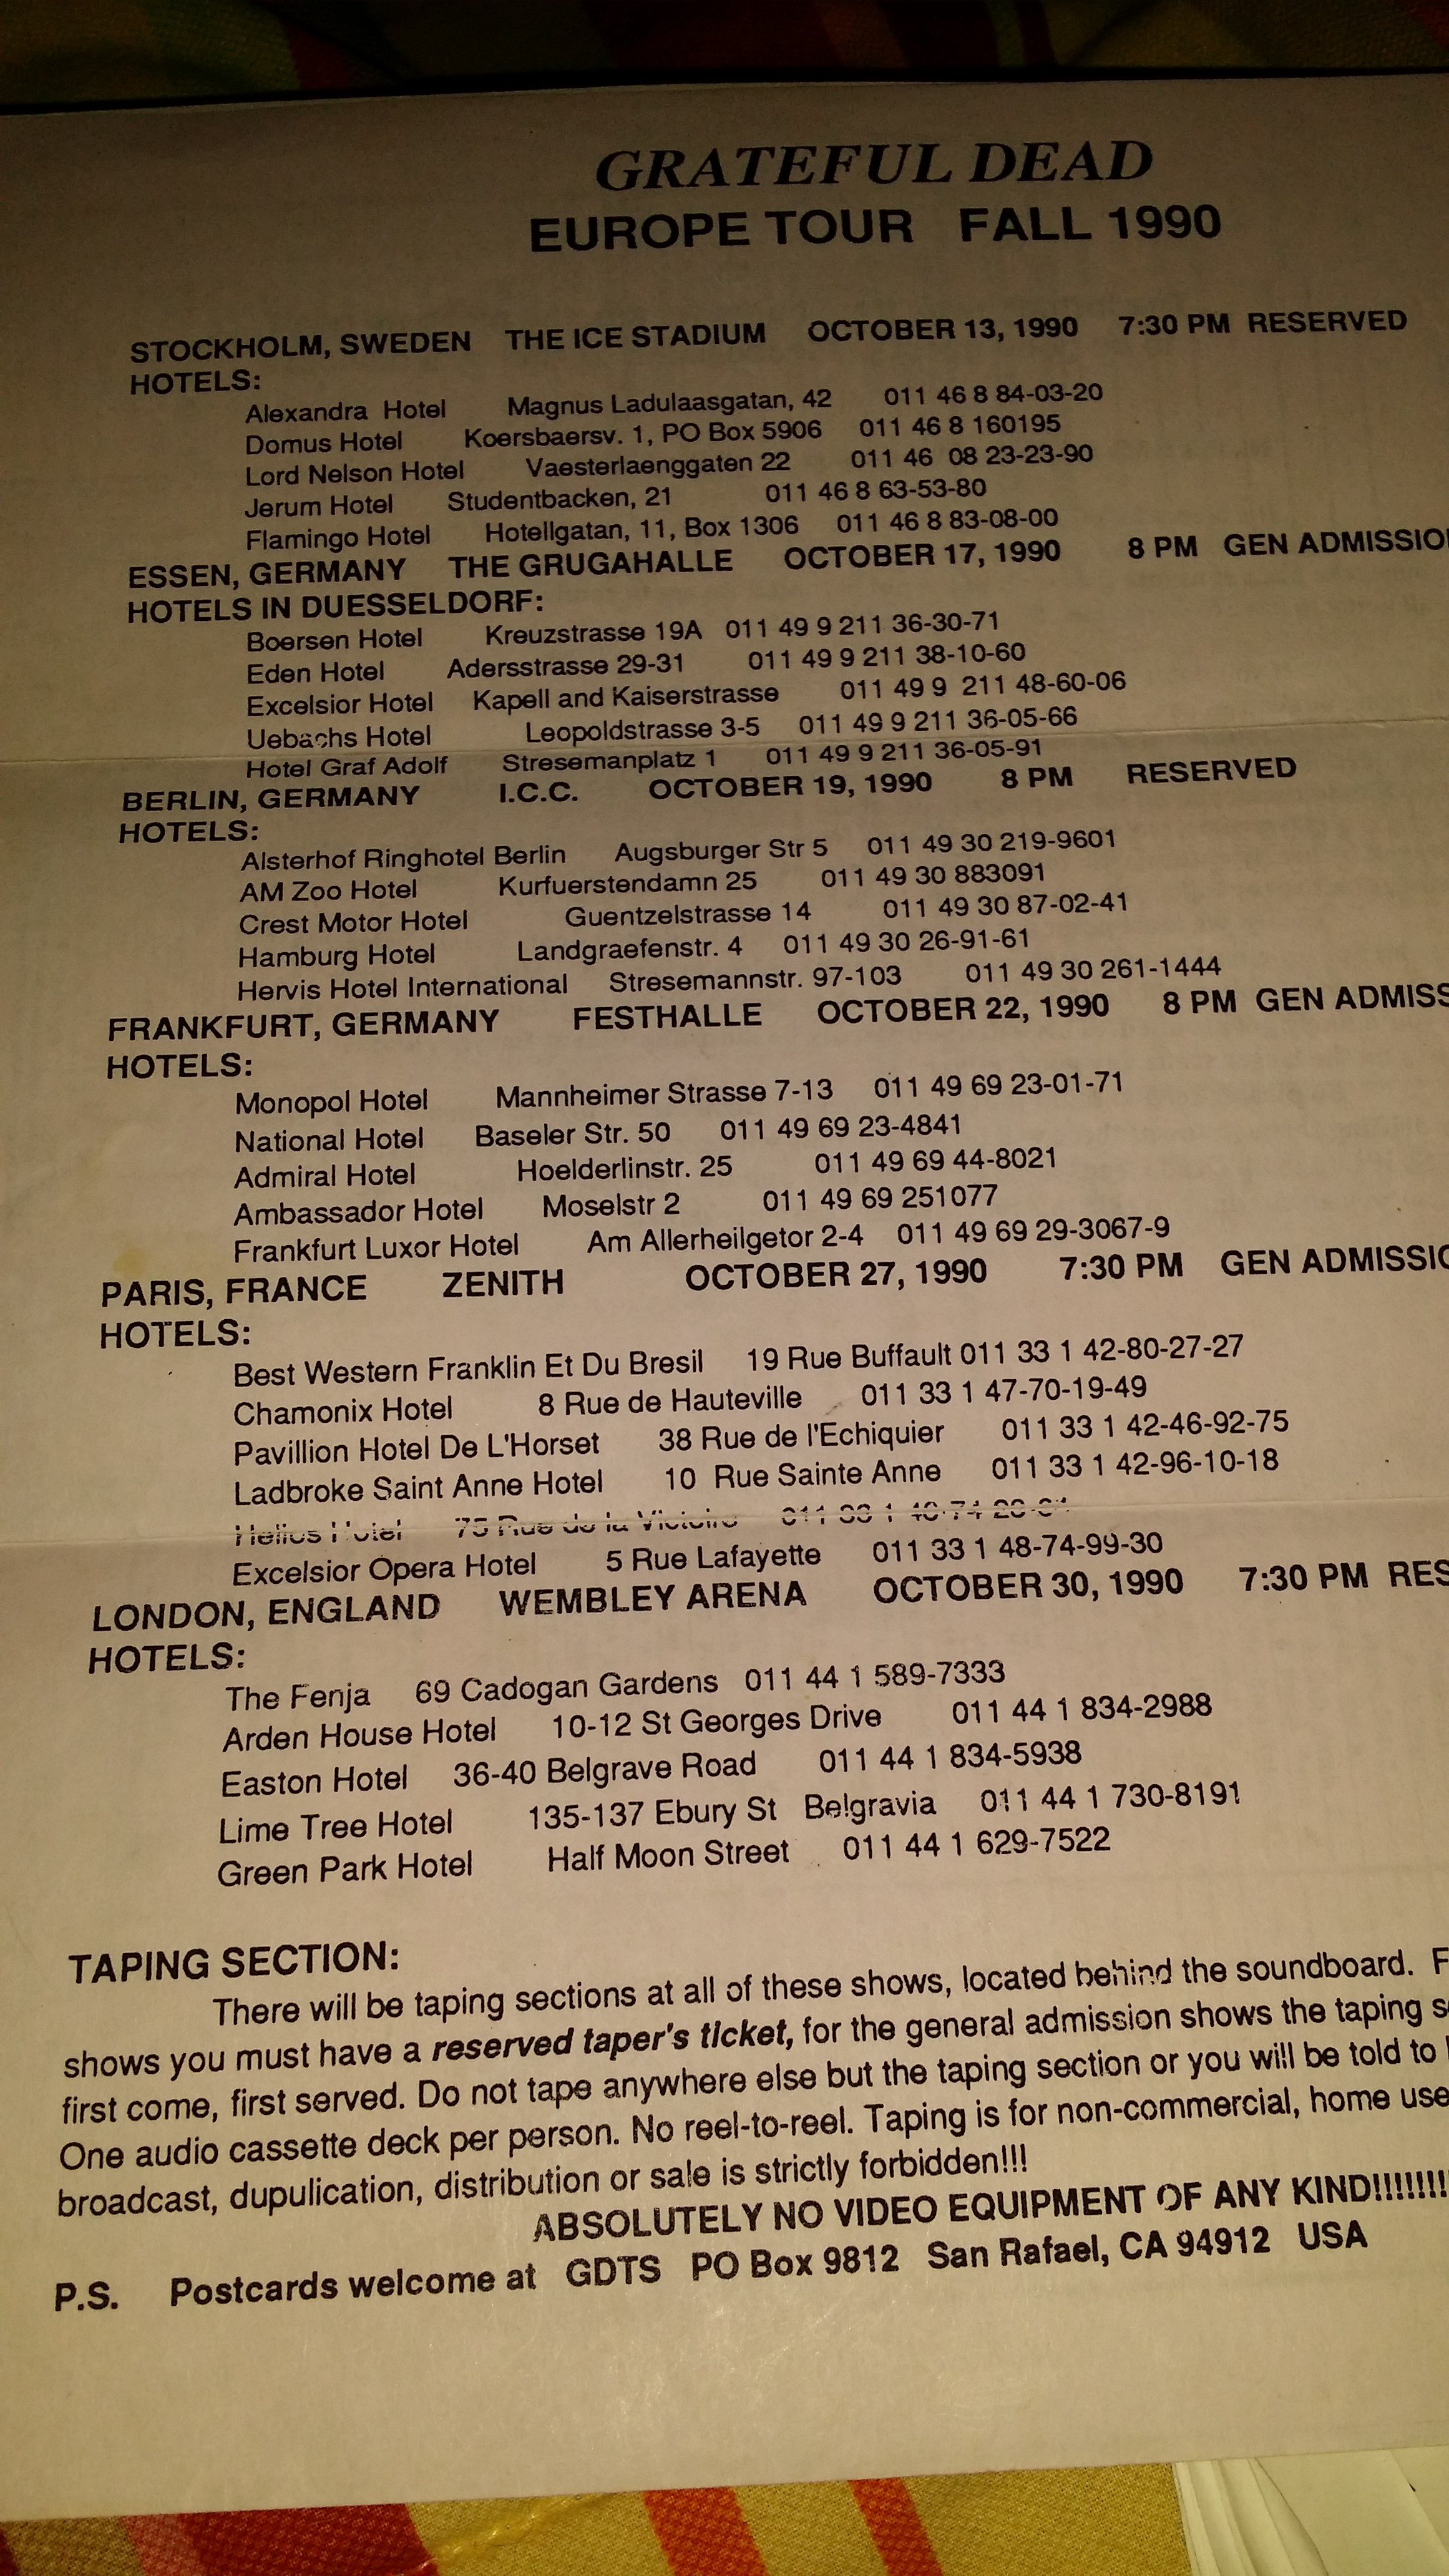 GRATEFUL DEAD
EUROPE TOUR FALL 1990
STOCKHOLM, SWEDEN THE ICE STADIUM OCTOBER 13, 1990 7:30 PM RESERVED
HOTELS:
Alexandra Hotel Magnus Ladulaasgatan, 42 011 46 8 84-03-20
Domus Hotel Koersbaersv. 1, PO Box 5906 011 46 8 160195
Lord Nelson Hotel Vaesterlaenggaten 22 011 46 08 23-23-90
Jerum Hotel Studentbacken, 21 011 46 8 63-53-80
Flamingo Hotel Hotellgatan, 11, Box 1306 011 46 8 83-08-00
ESSEN, GERMANY THE GRUGAHALLE OCTOBER 17, 1990 8 PM GEN ADMISSIO
HOTELS IN DUESSELDORF:
Boersen Hotel Kreuzstrasse 19A 011 49 9 211 36-30-71
Eden Hotel Adersstrasse 29-31 011 49 9 211 38-10-60
Excelsior Hotel Kapell and Kaiserstrasse 011 49 9 211 48-60-06
Uebachs Hotel Leopoldstrasse 3-5 011 49 9 211 36-05-66
Hotel Graf Adolf Stresemanplatz 1 011 49 9 211 36-05-91
BERLIN, GERMANY I.C.C. OCTOBER 19, 1990 8 PM RESERVED
HOTELS:
Alsterhof Ringhotel Berlin Augsburger Str 5 011 49 30 219-9601
AM Zoo Hotel Kurfuerstendamn 25 011 49 30 883091
Crest Motor Hotel Guentzelstrasse 14 011 49 30 87-02-41
Hamburg Hotel Landgraefenstr. 4 011 49 30 26-91-61
Hervis Hotel International Stresemannstr. 97-103 011 49 30 261-1444
FRANKFURT, GERMANY FESTHALLE OCTOBER 22, 1990 8 PM GEN ADMISS
HOTELS:
Monopol Hotel Mannheimer Strasse 7-13 011 49 69 23-01-71
National Hotel Baseler Str. 50 011 49 69 23-4841
Admiral Hotel Hoelderlinstr. 25 011 49 69 44-8021
Ambassador Hotel Moselstr 2 011 49 69 251077
Frankfurt Luxor Hotel Am Allerheilgetor 2-4 011 49 69 29-3067-9
PARIS, FRANCE ZENITH OCTOBER 27, 1990 7:30 PM GEN ADMISSIO
HOTELS:
Best Western Franklin Et Du Bresil 19 Rue Buffault 011 33 1 42-80-27-27
Chamonix Hotel 8 Rue de Hauteville 011 33 1 47-70-19-49
Pavillion Hotel De L'Horset 38 Rue de l'Echiquier 011 33 1 42-46-92-75
Ladbroke Saint Anne Hotel 10 Rue Sainte Anne 011 33 1 42-96-10-18
Helios Hotel 75 Rue de la Victoire 011 33 1
Excelsior Opera Hotel 5 Rue Lafayette 011 33 1 48-74-99-30
LONDON, ENGLAND WEMBLEY ARENA OCTOBER 30, 1990 7:30 PM RES
HOTELS:
The Fenja 69 Cadogan Gardens 011 44 1 589-7333
Arden House Hotel 10-12 St Georges Drive 011 44 1 834-2988
Easton Hotel 36-40 Belgrave Road 011 44 1 834-5938
Lime Tree Hotel 135-137 Ebury St Belgravia 011 44 1 730-8191
Green Park Hotel Half Moon Street 011 44 1 629-7522
TAPING SECTION:
There will be taping sections at all of these shows, located behind the soundboard. F
shows you must have a reserved taper's ticket, for the general admission shows the taping s
first come, first served. Do not tape anywhere else but the taping section or you will be told to
One audio cassette deck per person. No reel-to-reel. Taping is for non-commercial, home use
broadcast, dupulication, distribution or sale is strictly forbidden!!!
ABSOLUTELY NO VIDEO EQUIPMENT OF ANY KIND!!!!!!!!
P.S. Postcards welcome at GDTS PO Box 9812 San Rafael, CA 94912 USA